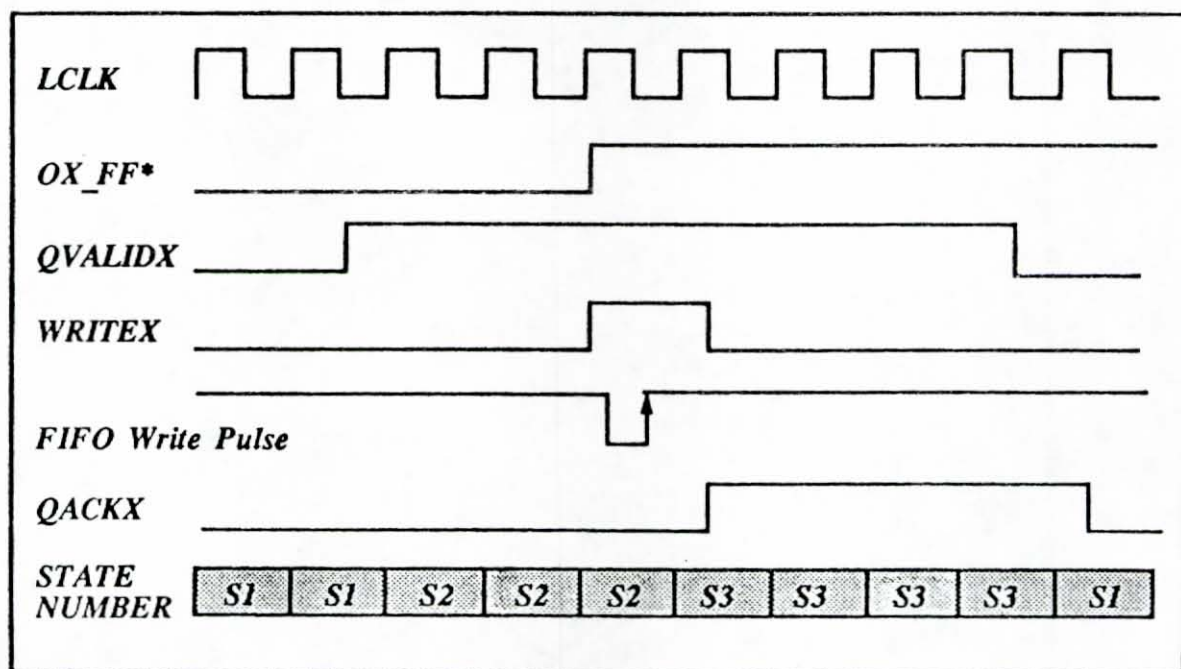 LCLK
OX_FF*
QVALIDX
WRITEX
FIFO Write Pulse
QACKX
STATE
NUMBER
S1 S1 S2 S2 S2 S3 S3 S3 S3 S1